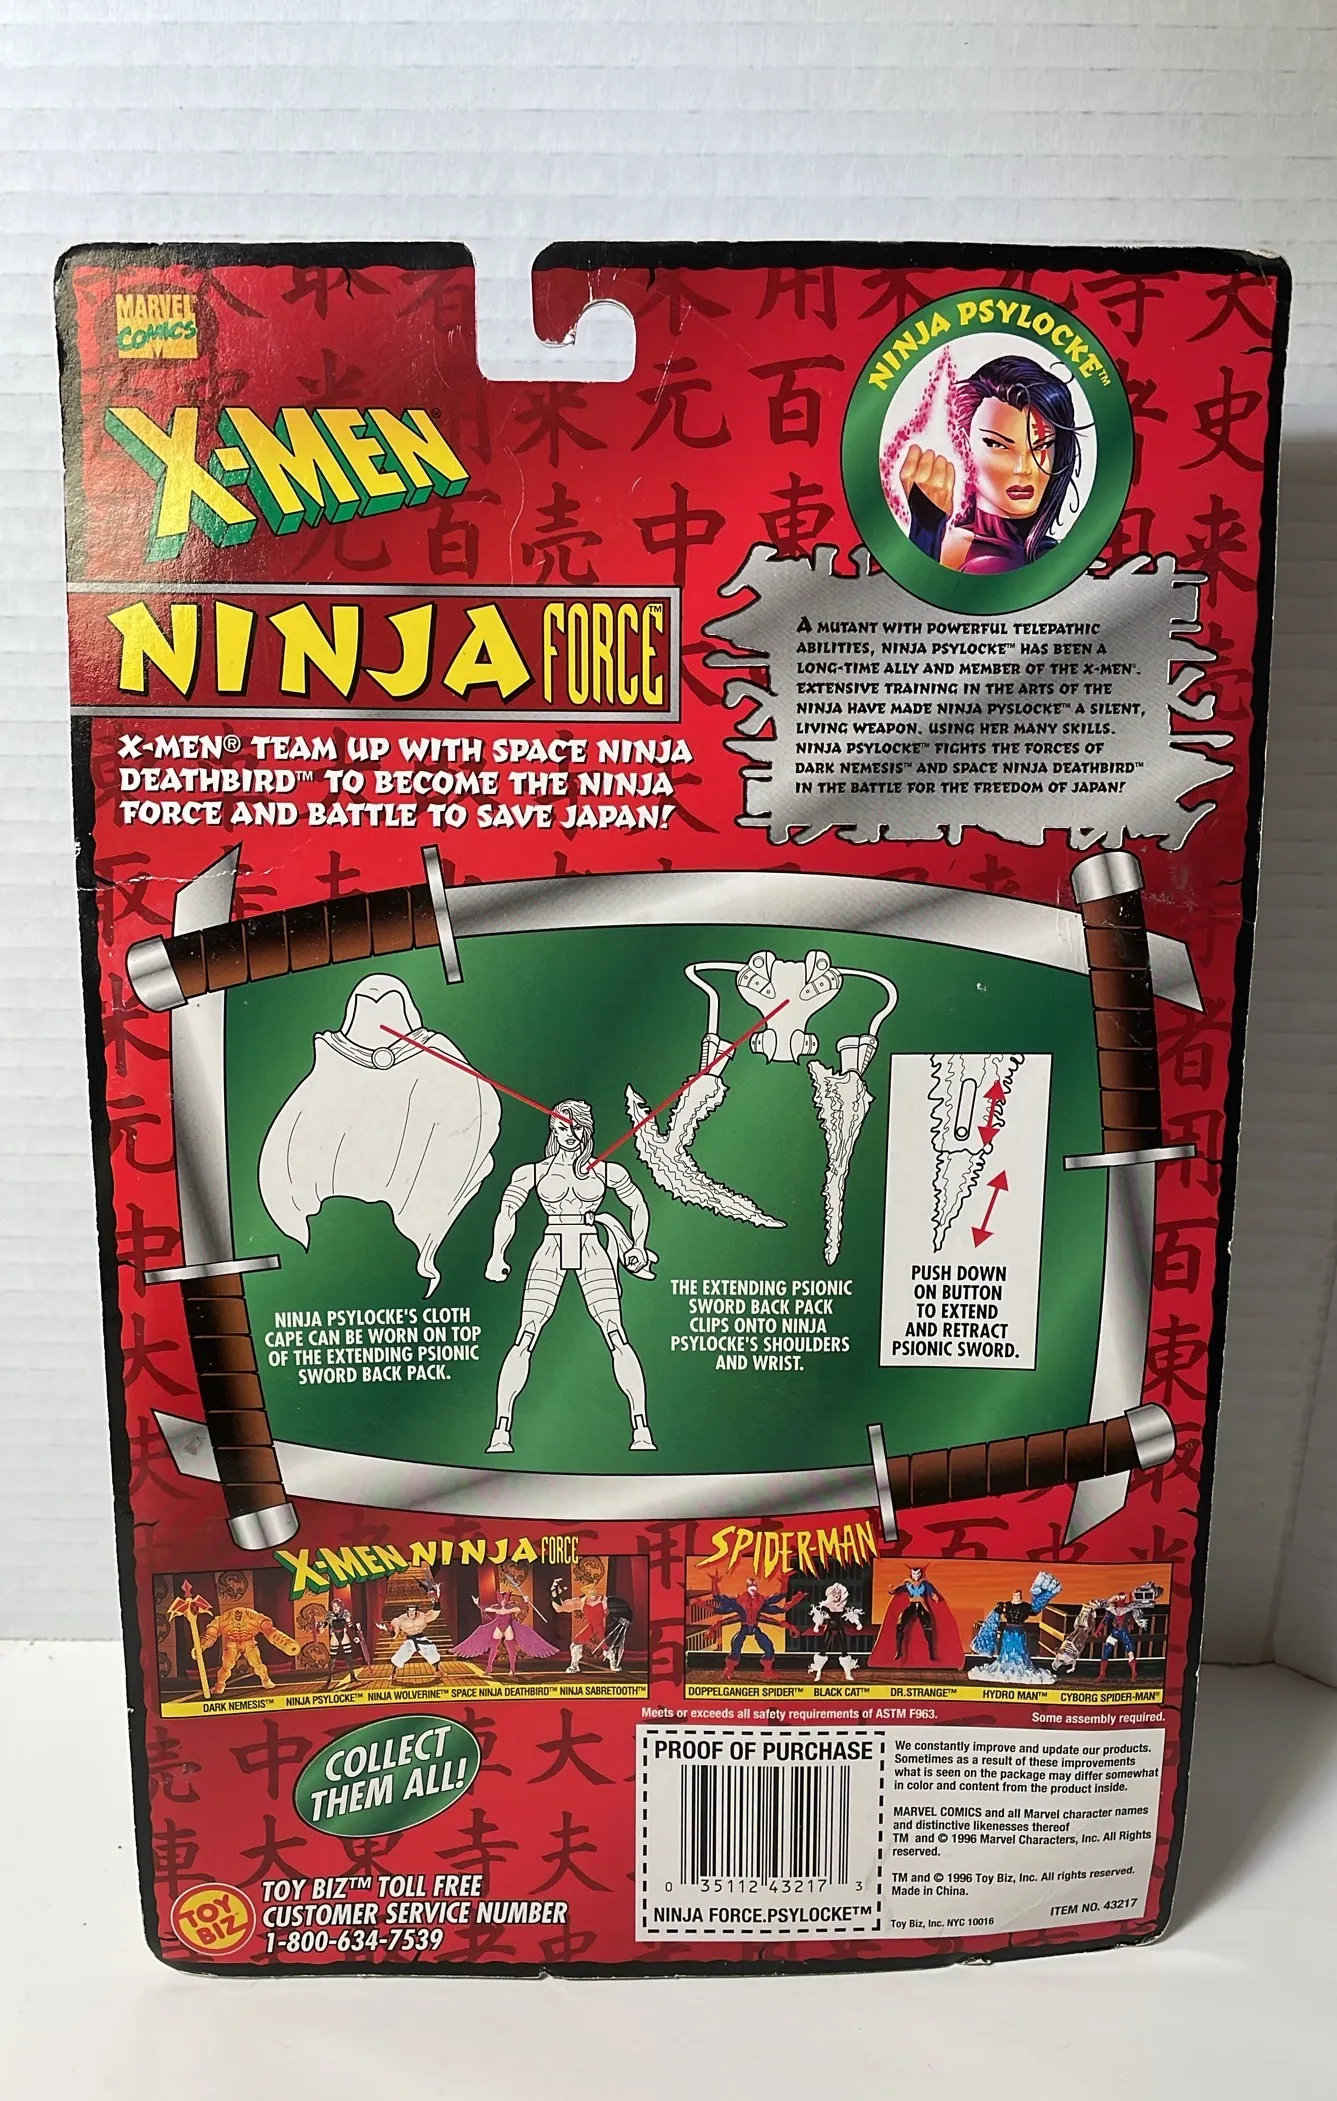 MARVEL
COMICS
X-MEN®
NINJA FORCE™
X-MEN® TEAM UP WITH SPACE NINJA
DEATHBIRD™ TO BECOME THE NINJA
FORCE AND BATTLE TO SAVE JAPAN!
NINJA PSYLOCKE™
A MUTANT WITH POWERFUL TELEPATHIC
ABILITIES, NINJA PSYLOCKE™ HAS BEEN A
LONG-TIME ALLY AND MEMBER OF THE X-MEN®.
EXTENSIVE TRAINING IN THE ARTS OF THE
NINJA HAVE MADE NINJA PYSLOCKE™ A SILENT,
LIVING WEAPON. USING HER MANY SKILLS.
NINJA PSYLOCKE™ FIGHTS THE FORCES OF
DARK NEMESIS™ AND SPACE NINJA DEATHBIRD™
IN THE BATTLE FOR THE FREEDOM OF JAPAN!
NINJA PSYLOCKE'S CLOTH
CAPE CAN BE WORN ON TOP
OF THE EXTENDING PSIONIC
SWORD BACK PACK.
THE EXTENDING PSIONIC
SWORD BACK PACK
CLIPS ONTO NINJA
PSYLOCKE'S SHOULDERS
AND WRIST.
PUSH DOWN
ON BUTTON
TO EXTEND
AND RETRACT
PSIONIC SWORD.
X-MEN NINJA FORCE
DARK NEMESIS™ NINJA PSYLOCKE™ NINJA WOLVERINE™ SPACE NINJA DEATHBIRD™ NINJA SABRETOOTH™
SPIDER-MAN
DOPPELGANGER SPIDER™ BLACK CAT™ DR.STRANGE™ HYDRO MAN™ CYBORG SPIDER-MAN®
Meets or exceeds all safety requirements of ASTM F963.
Some assembly required.
COLLECT
THEM ALL!
TOY
BIZ
TOY BIZ™ TOLL FREE
CUSTOMER SERVICE NUMBER
1-800-634-7539
PROOF OF PURCHASE
0 35112 43217 3
NINJA FORCE.PSYLOCKE™
We constantly improve and update our products.
Sometimes as a result of these improvements
what is seen on the package may differ somewhat
in color and content from the product inside.
MARVEL COMICS and all Marvel character names
and distinctive likenesses thereof
TM and © 1996 Marvel Characters, Inc. All Rights
reserved.
TM and © 1996 Toy Biz, Inc. All rights reserved.
Made in China.
ITEM NO. 43217
Toy Biz, Inc. NYC 10016